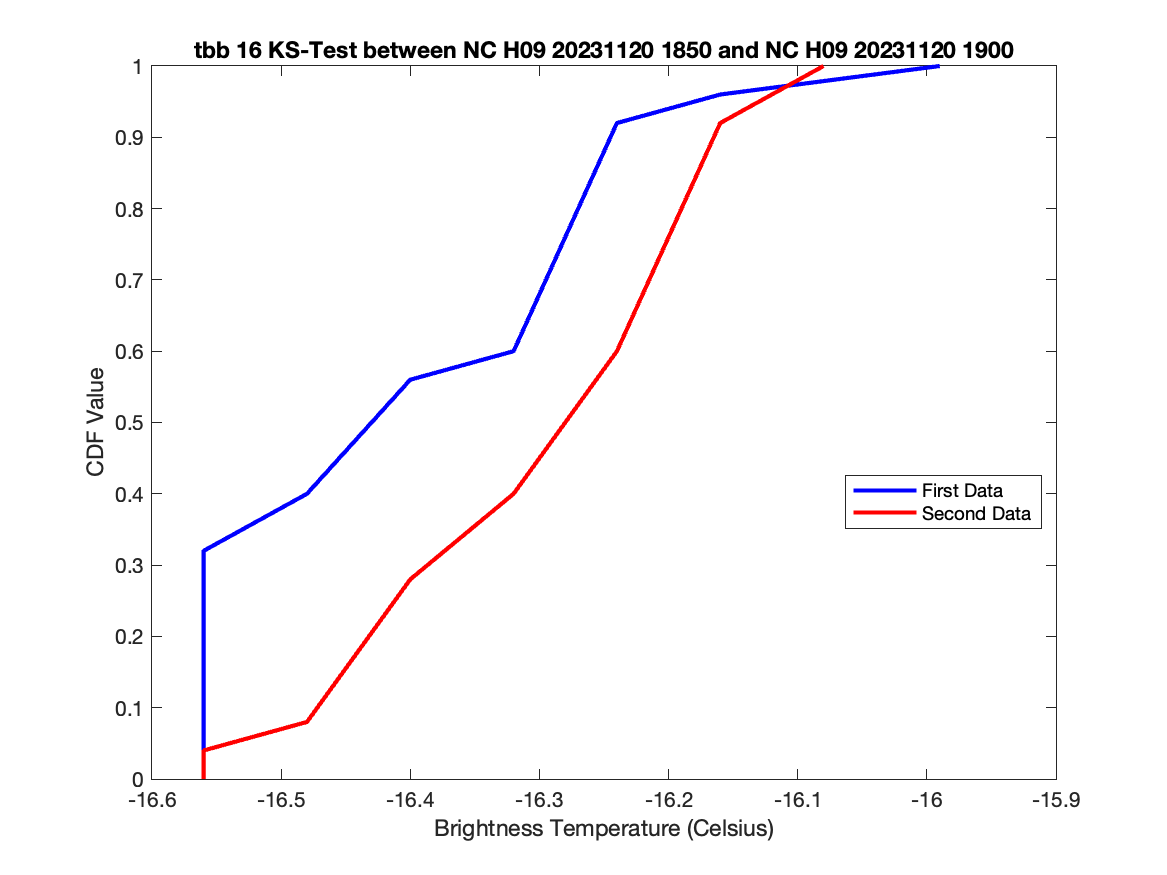 tbb 16 KS-Test between NC H09 20231120 1850 and NC H09 20231120 1900
1
0.9
0.8
0.7
0.6
0.5
0.4
0.3
0.2
0.1
0
CDF Value
First Data
Second Data
-16.6 -16.5 -16.4 -16.3 -16.2 -16.1 -16 -15.9
Brightness Temperature (Celsius)